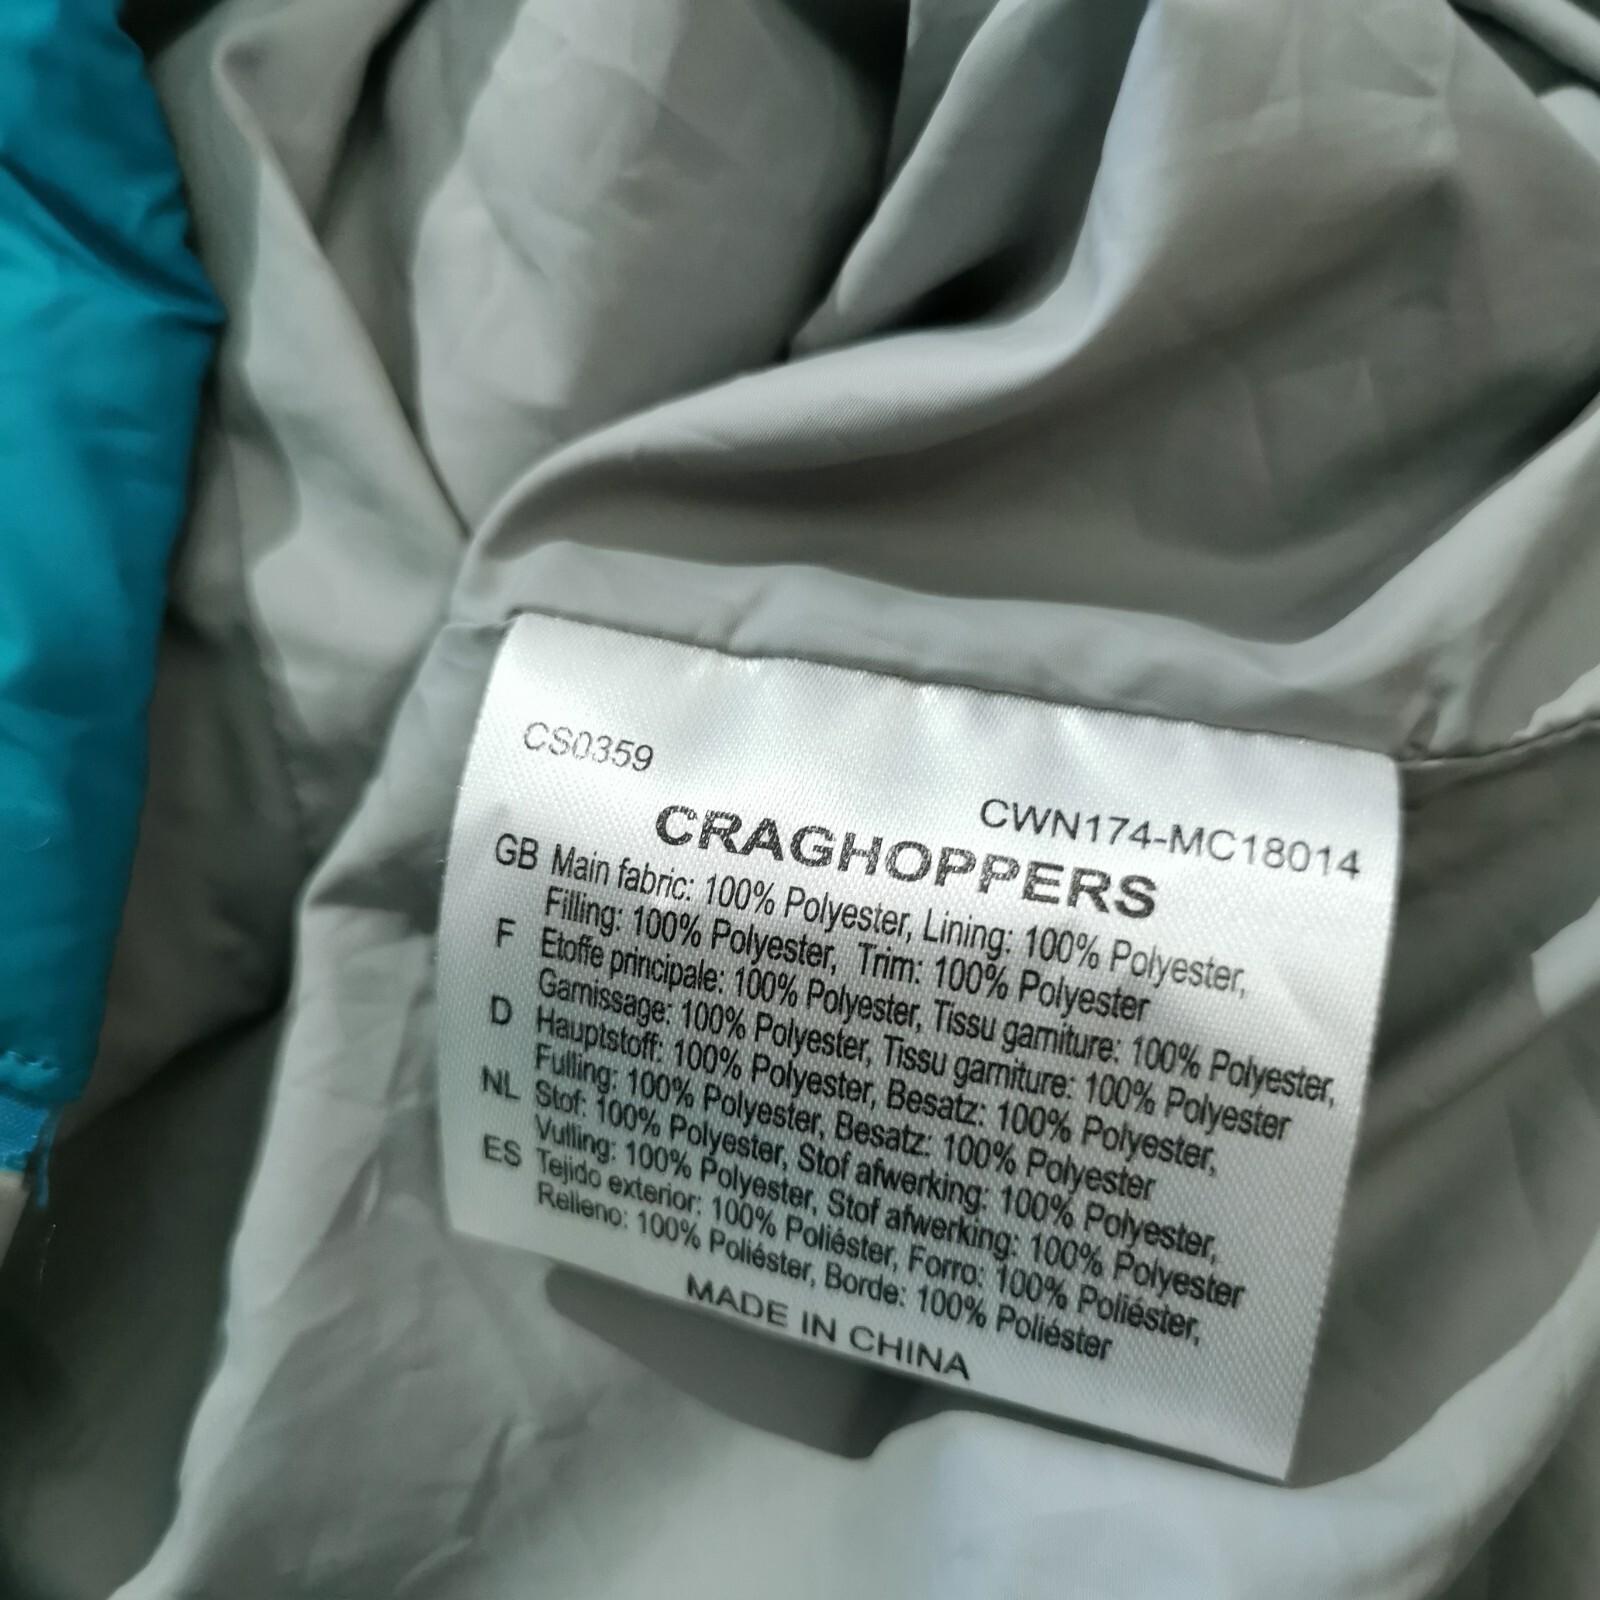 CS0359
CWN174-MC18014
CRAGHOPPERS
GB Main fabric: 100% Polyester, Lining: 100% Polyester,
Filling: 100% Polyester, Trim: 100% Polyester
F Etoffe principale: 100% Polyester, Tissu garniture: 100% Polyester,
Garnissage: 100% Polyester, Tissu garniture: 100% Polyester
D Hauptstoff: 100% Polyester, Besatz: 100% Polyester,
Fulling: 100% Polyester, Besatz: 100% Polyester
NL Stof: 100% Polyester, Stof afwerking: 100% Polyester,
Vulling: 100% Polyester, Stof afwerking: 100% Polyester
ES Tejido exterior: 100% Poliéster, Forro: 100% Poliéster,
Relleno: 100% Poliéster, Borde: 100% Poliéster
MADE IN CHINA